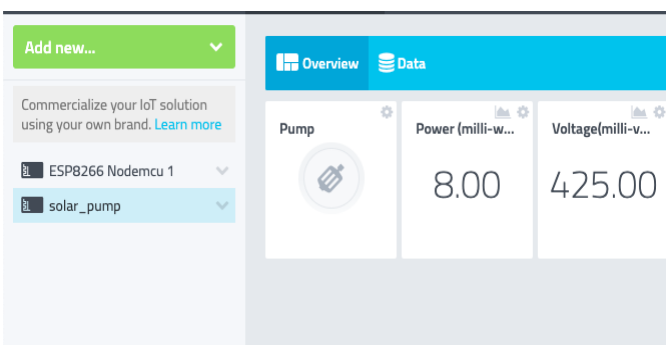 Add new...
Overview
Data
Commercialize your IoT solution
using your own brand. Learn more
ESP8266 Nodemcu 1
solar_pump
Pump
Power (milli-w...
Voltage(milli-v...
8.00
425.00